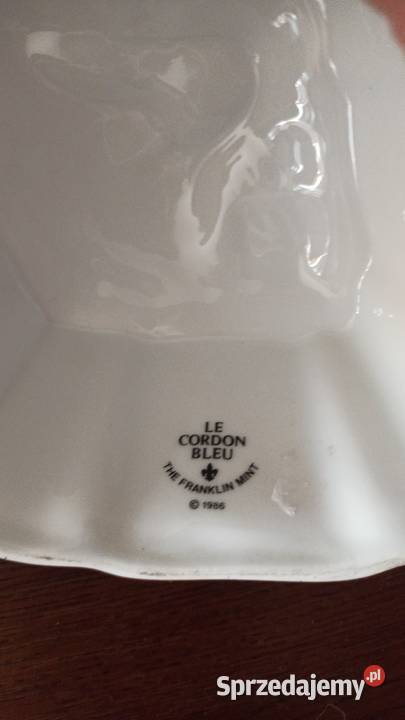 LE
CORDON
BLEU
THE FRANKLIN MINT
© 1986
Sprzedajemy.pl